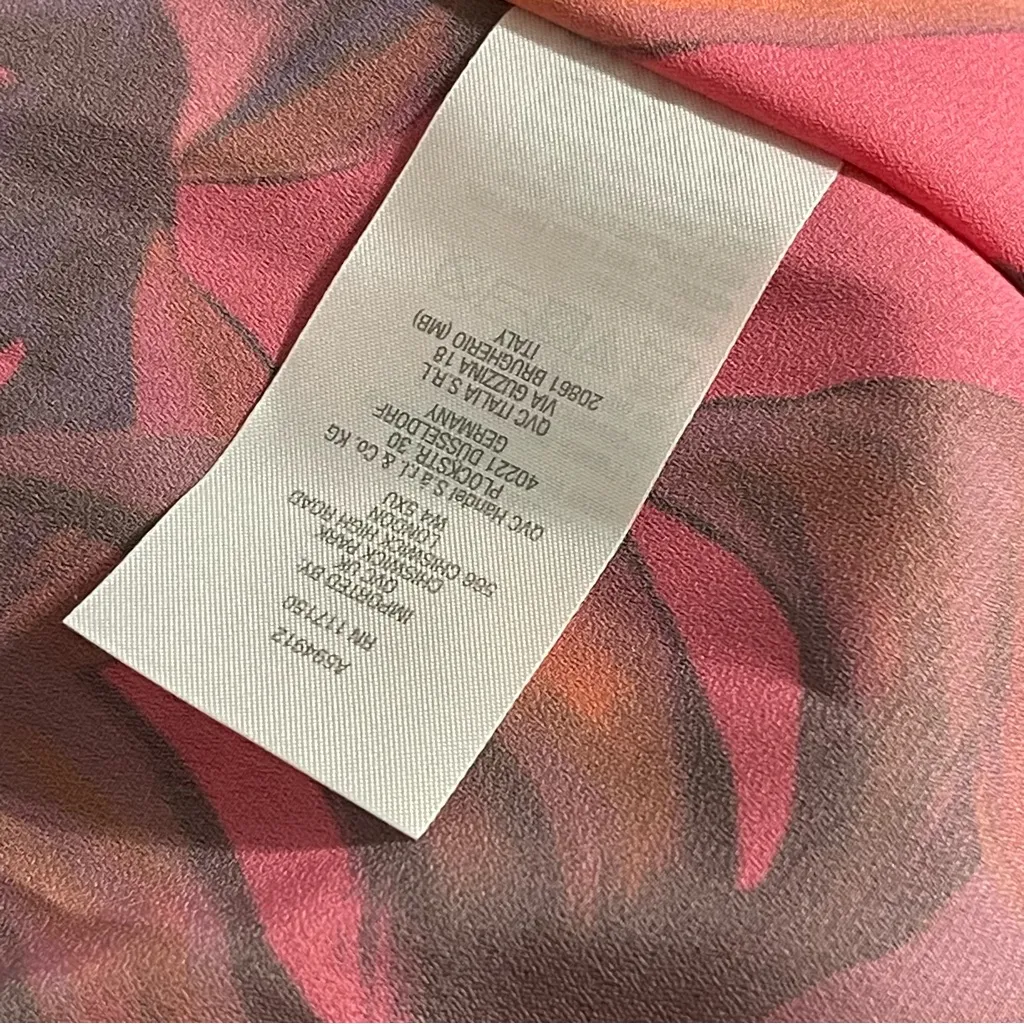 A594912
RN 117150
IMPORTED BY:
QVC UK
CHISWICK PARK
566 CHISWICK HIGH ROAD
LONDON
W4 5XU
QVC Handel S.à r.l. & Co. KG
PLOCKSTR. 30
40221 DÜSSELDORF
GERMANY
QVC ITALIA S.R.L
VIA GUZZINA 18
20861 BRUGHERIO (MB)
ITALY